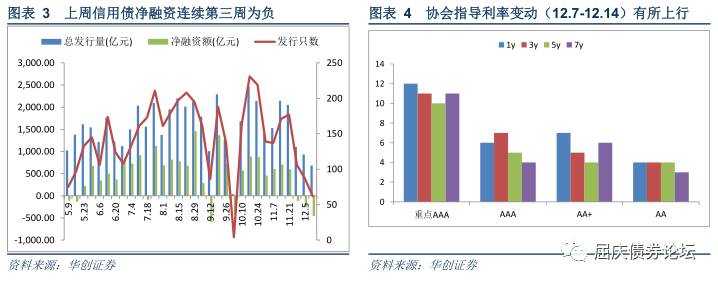 图表 3 上周信用债净融资连续第三周为负
总发行量(亿元) 净融资额(亿元) 发行只数
3,000.00
2,500.00
2,000.00
1,500.00
1,000.00
500.00
0.00
-500.00
-1,000.00
250
200
150
100
50
0
5.9 5.23 6.6 6.20 7.4 7.18 8.1 8.15 8.29 9.12 9.26 10.10 10.24 11.7 11.21 12.5
资料来源：华创证券
图表 4 协会指导利率变动（12.7-12.14）有所上行
1y 3y 5y 7y
14
12
10
8
6
4
2
0
重点AAA AAA AA+ AA
资料来源：华创证券
屈庆债券论坛